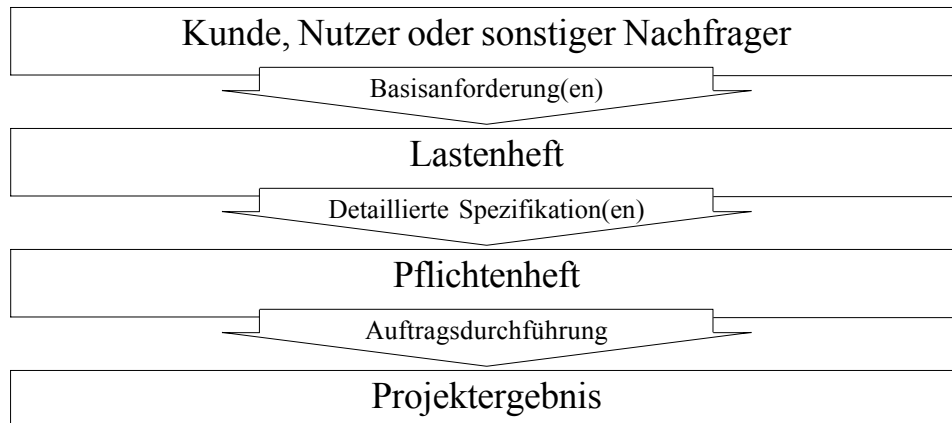 Kunde, Nutzer oder sonstiger Nachfrager
Basisanforderung(en)
Lastenheft
Detaillierte Spezifikation(en)
Pflichtenheft
Auftragsdurchführung
Projektergebnis